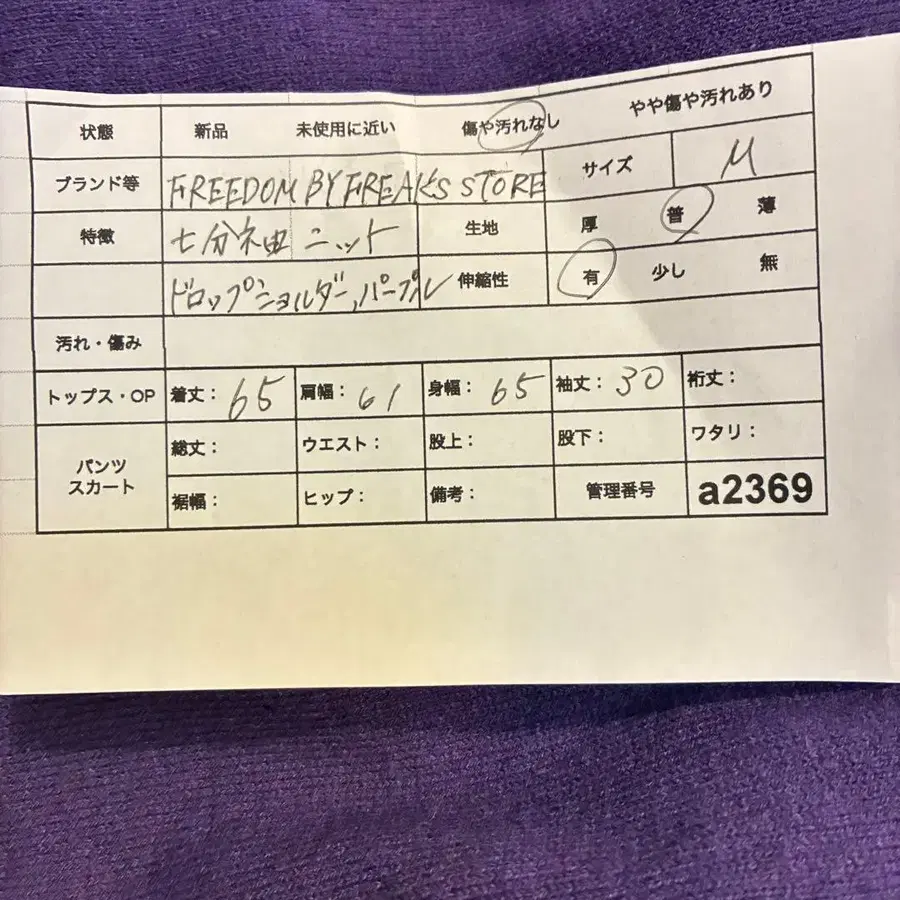 状態 新品 未使用に近い 傷や汚れなし やや傷や汚れあり
ブランド等 FREEDOM BY FREAK'S STORE サイズ M
特徴 七分袖 ニット 生地 厚 普 薄
ドロップショルダー,パープル 伸縮性 有 少し 無
汚れ・傷み
トップス・OP 着丈：65 肩幅：61 身幅：65 袖丈：30 裄丈：
パンツ スカート 総丈： ウエスト： 股上： 股下： ワタリ：
裾幅： ヒップ： 備考： 管理番号 a2369